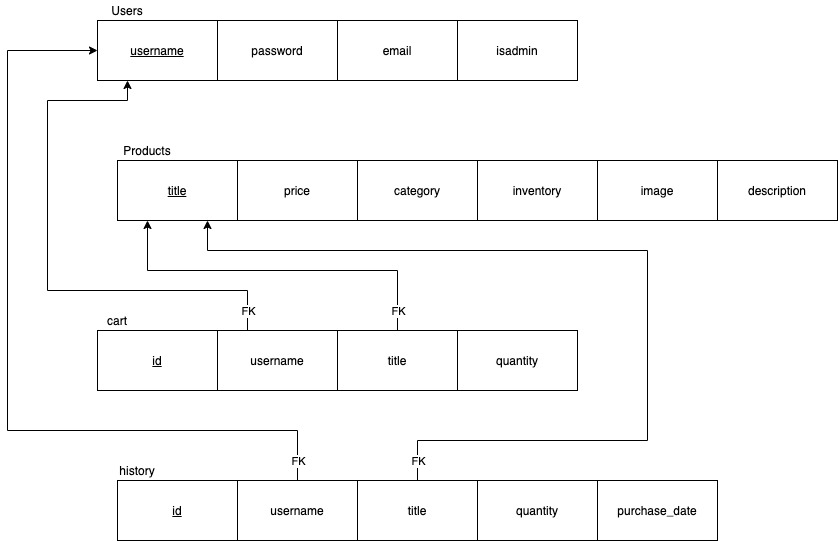 Users
username password email isadmin
Products
title price category inventory image description
FK FK
cart
id username title quantity
FK FK
history
id username title quantity purchase_date